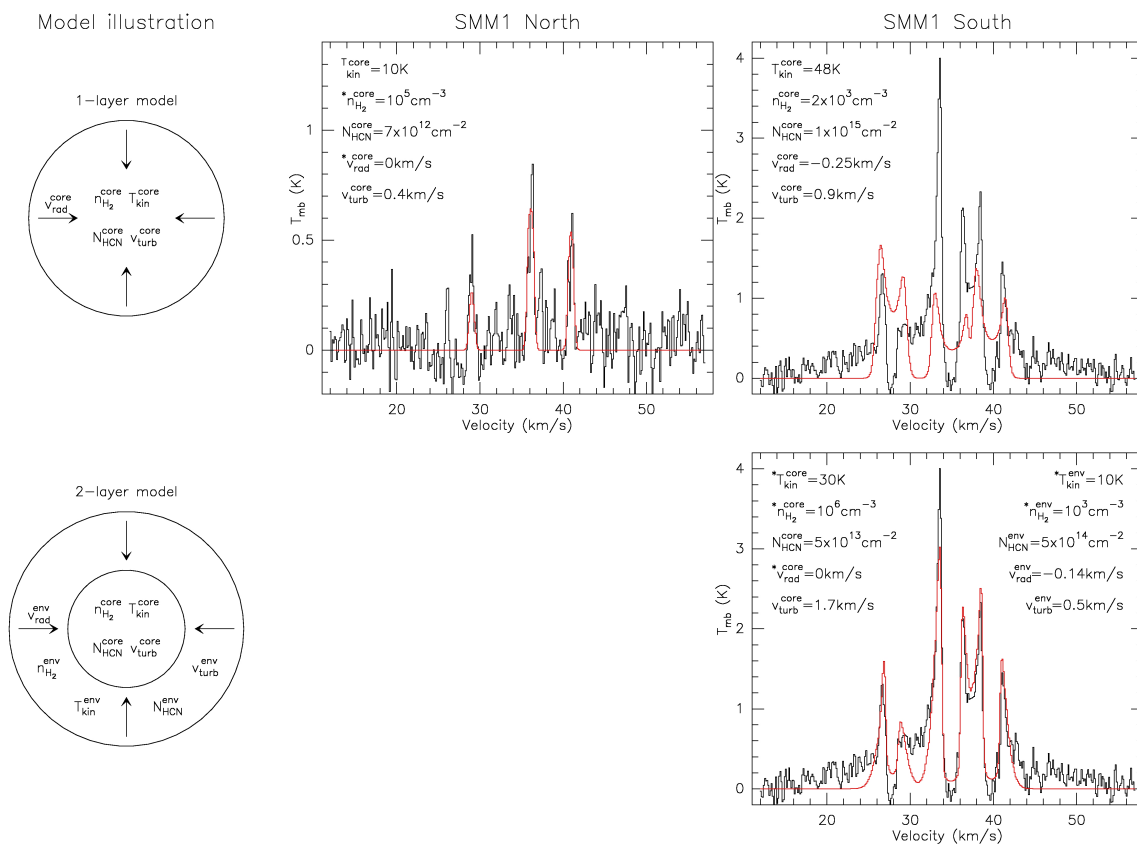 Model illustration
SMM1 North
SMM1 South
1-layer model
v_rad^core
n_H2^core T_kin^core
N_HCN^core v_turb^core
T_kin^core=10K
*n_H2^core=10^5cm^-3
N_HCN^core=7x10^12cm^-2
*v_rad^core=0km/s
v_turb^core=0.4km/s
T_mb (K)
1
0.5
0
20 30 40 50
Velocity (km/s)
T_kin^core=48K
n_H2^core=2x10^3cm^-3
N_HCN^core=1x10^15cm^-2
v_rad^core=-0.25km/s
v_turb^core=0.9km/s
T_mb (K)
4
3
2
1
0
20 30 40 50
Velocity (km/s)
2-layer model
n_H2^core T_kin^core
v_rad^env
N_HCN^core v_turb^core
n_H2^env
v_turb^env
T_kin^env N_HCN^env
*T_kin^core=30K
*n_H2^core=10^6cm^-3
N_HCN^core=5x10^13cm^-2
*v_rad^core=0km/s
v_turb^core=1.7km/s
*T_kin^env=10K
*n_H2^env=10^3cm^-3
N_HCN^env=5x10^14cm^-2
v_rad^env=-0.14km/s
v_turb^env=0.5km/s
T_mb (K)
4
3
2
1
0
20 30 40 50
Velocity (km/s)